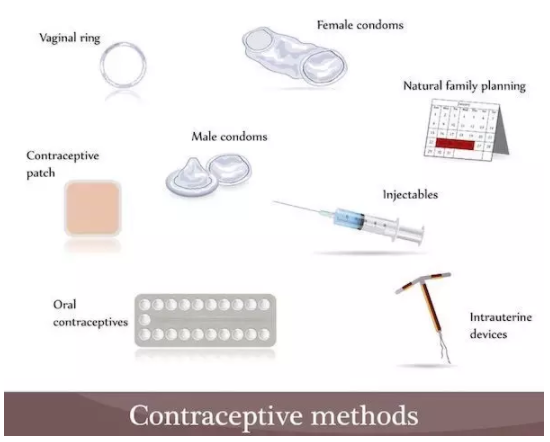 Female condoms
Vaginal ring
Natural family planning
Male condoms
Contraceptive
patch
Injectables
Oral
contraceptives
Intrauterine
devices
Contraceptive methods